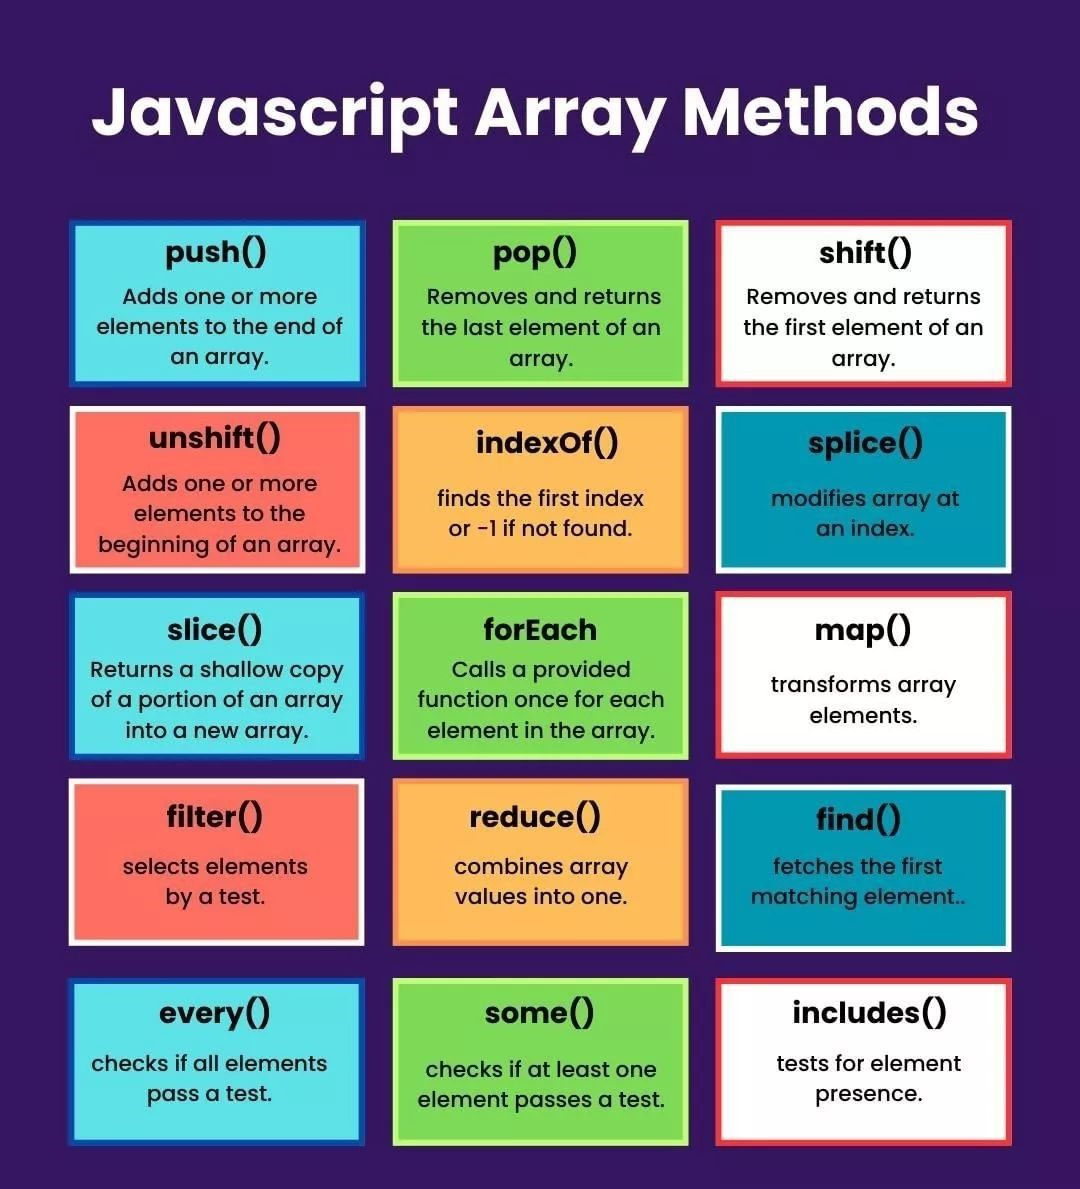 Javascript Array Methods
push()
Adds one or more
elements to the end of
an array.
pop()
Removes and returns
the last element of an
array.
shift()
Removes and returns
the first element of an
array.
unshift()
Adds one or more
elements to the
beginning of an array.
indexOf()
finds the first index
or -1 if not found.
splice()
modifies array at
an index.
slice()
Returns a shallow copy
of a portion of an array
into a new array.
forEach
Calls a provided
function once for each
element in the array.
map()
transforms array
elements.
filter()
selects elements
by a test.
reduce()
combines array
values into one.
find()
fetches the first
matching element..
every()
checks if all elements
pass a test.
some()
checks if at least one
element passes a test.
includes()
tests for element
presence.